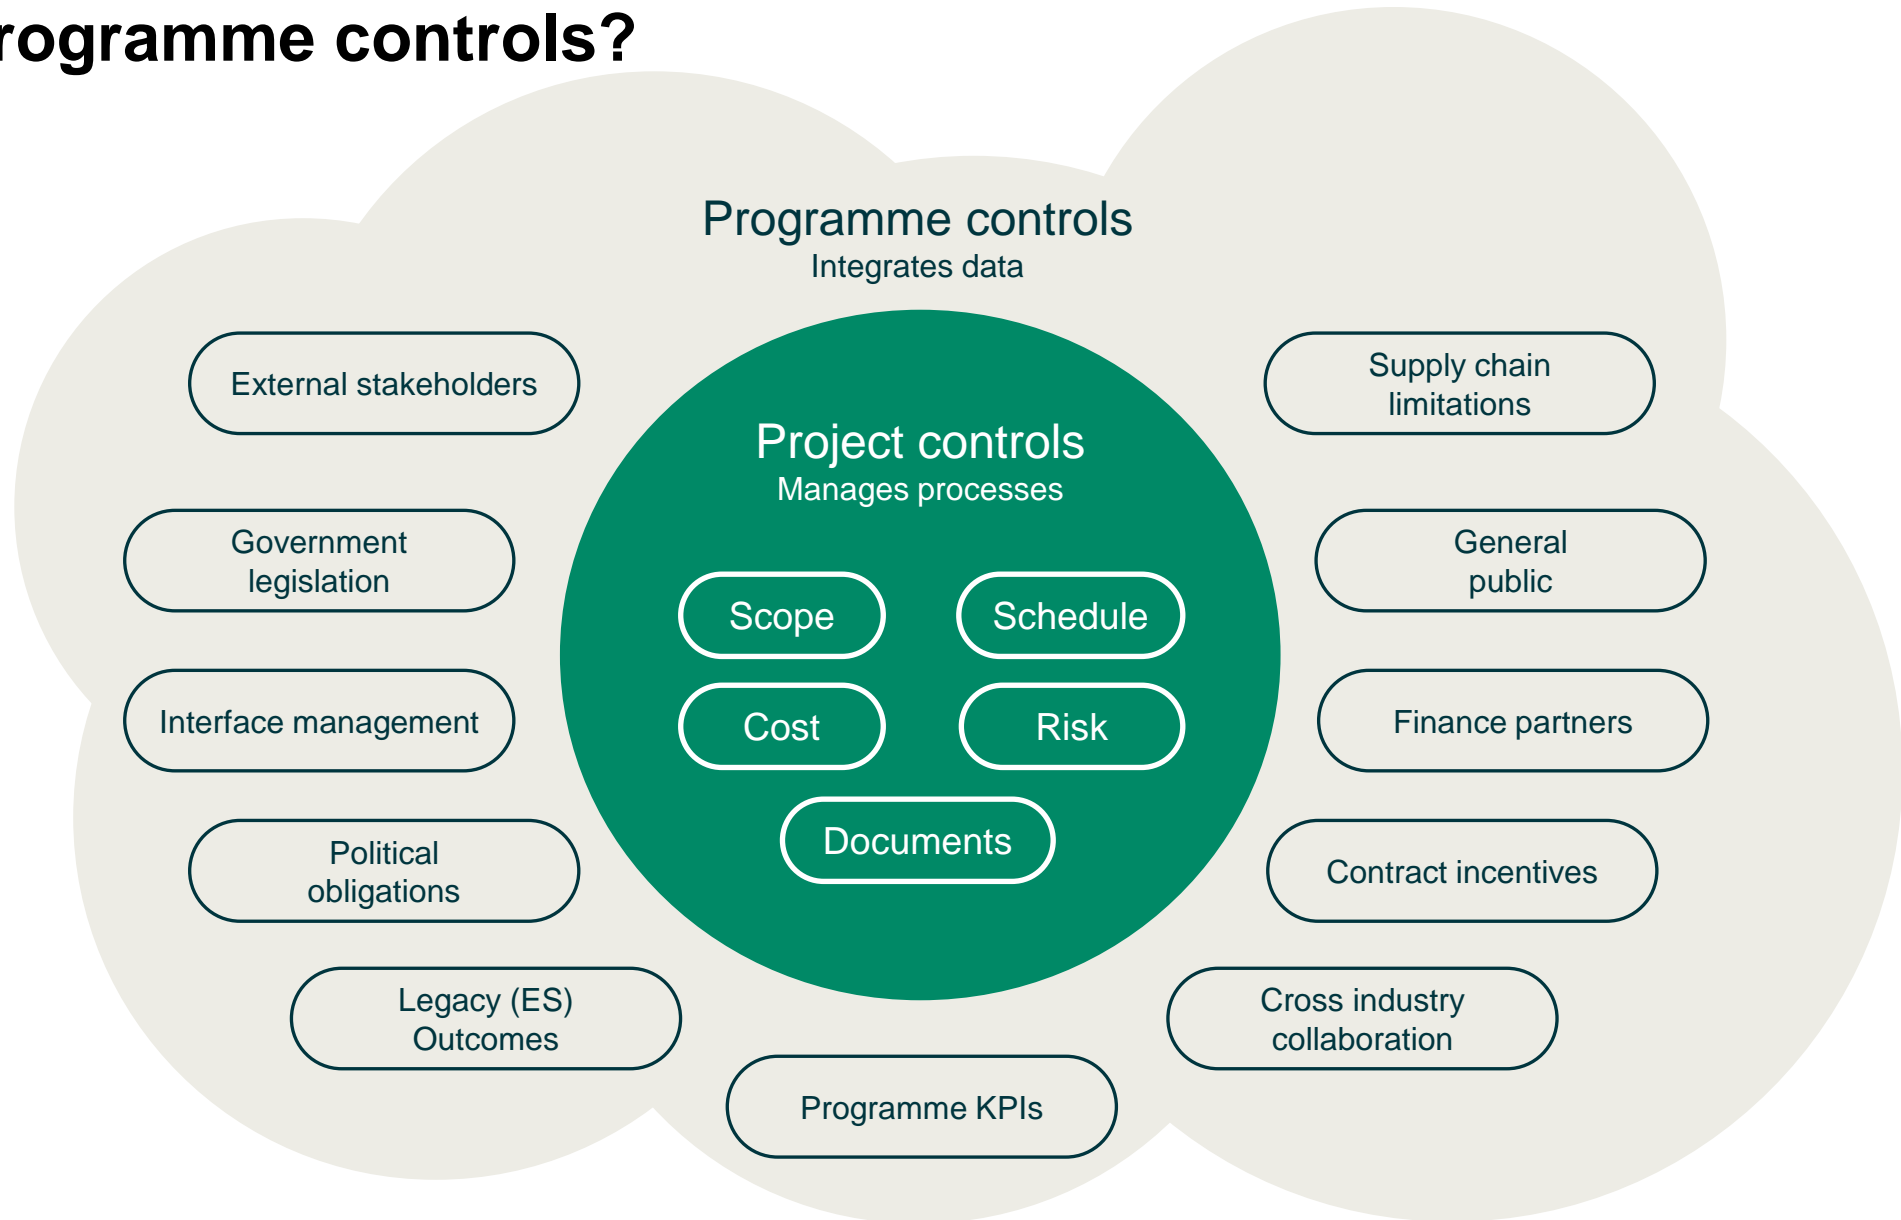 rogramme controls?
Programme controls
Integrates data
External stakeholders
Supply chain
limitations
Project controls
Manages processes
Government
legislation
General
public
Scope
Schedule
Interface management
Cost
Risk
Finance partners
Political
obligations
Documents
Contract incentives
Legacy (ES)
Outcomes
Cross industry
collaboration
Programme KPIs